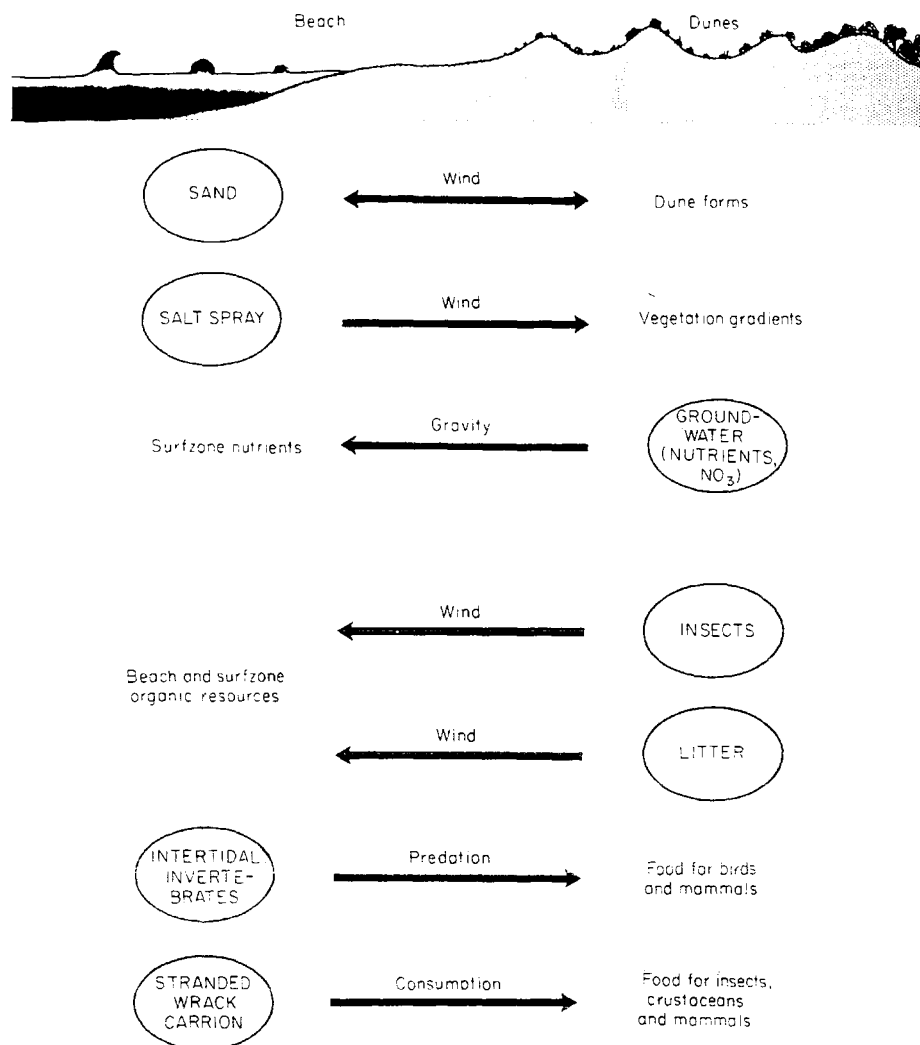 Beach
Dunes
SAND
Wind
Dune forms
SALT SPRAY
Wind
Vegetation gradients
Surfzone nutrients
Gravity
GROUND-
WATER
(NUTRIENTS,
NO₃)
Wind
INSECTS
Beach and surfzone
organic resources
Wind
LITTER
INTERTIDAL
INVERTE-
BRATES
Predation
Food for birds
and mammals
STRANDED
WRACK
CARRION
Consumption
Food for insects,
crustaceans
and mammals